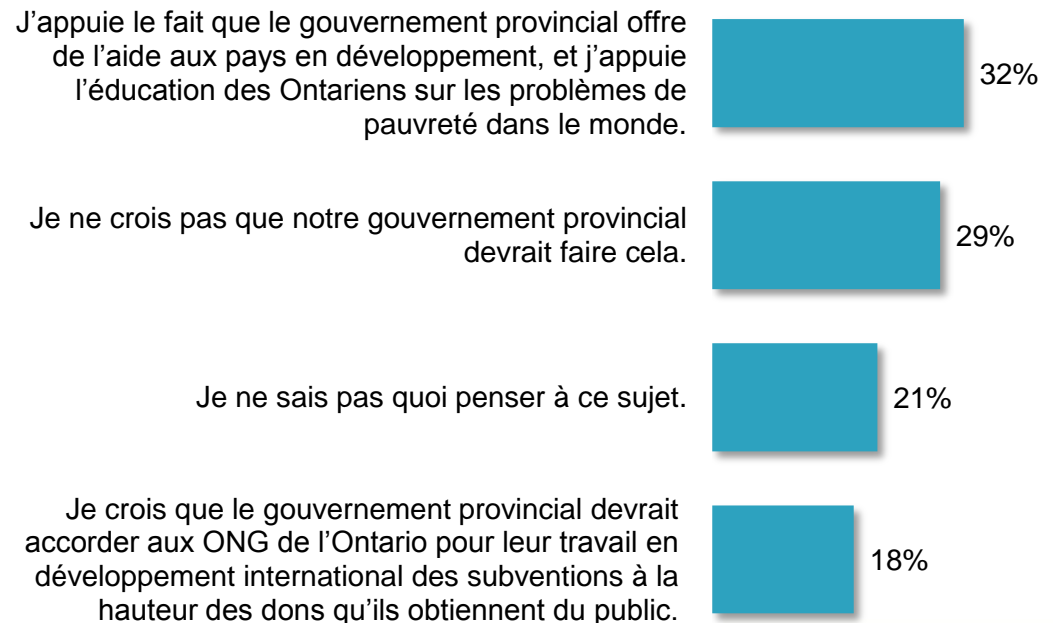 J’appuie le fait que le gouvernement provincial offre
de l’aide aux pays en développement, et j’appuie
l’éducation des Ontariens sur les problèmes de
pauvreté dans le monde.
32%
Je ne crois pas que notre gouvernement provincial
devrait faire cela.
29%
Je ne sais pas quoi penser à ce sujet.
21%
Je crois que le gouvernement provincial devrait
accorder aux ONG de l’Ontario pour leur travail en
développement international des subventions à la
hauteur des dons qu’ils obtiennent du public.
18%